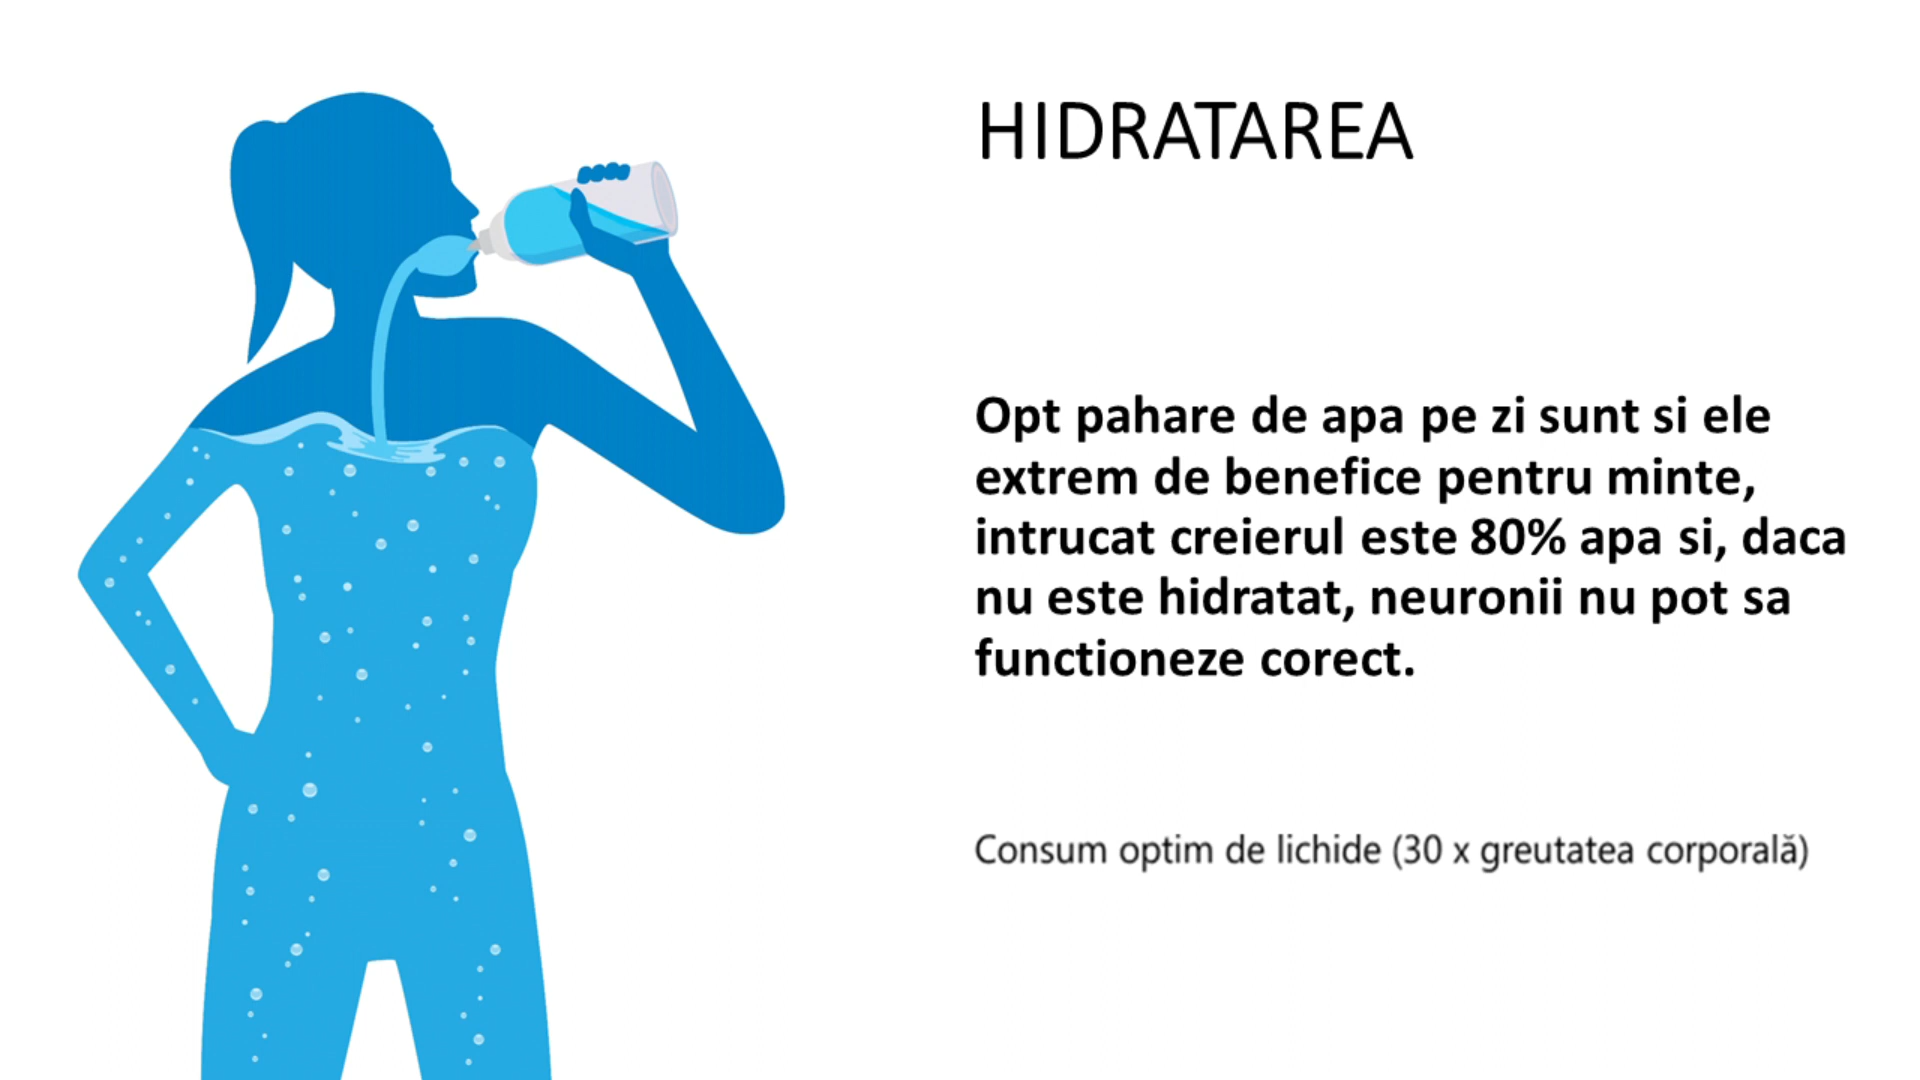 HIDRATAREA
Opt pahare de apa pe zi sunt si ele
extrem de benefice pentru minte,
intrucat creierul este 80% apa si, daca
nu este hidratat, neuronii nu pot sa
functioneze corect.
Consum optim de lichide (30 x greutatea corporală)